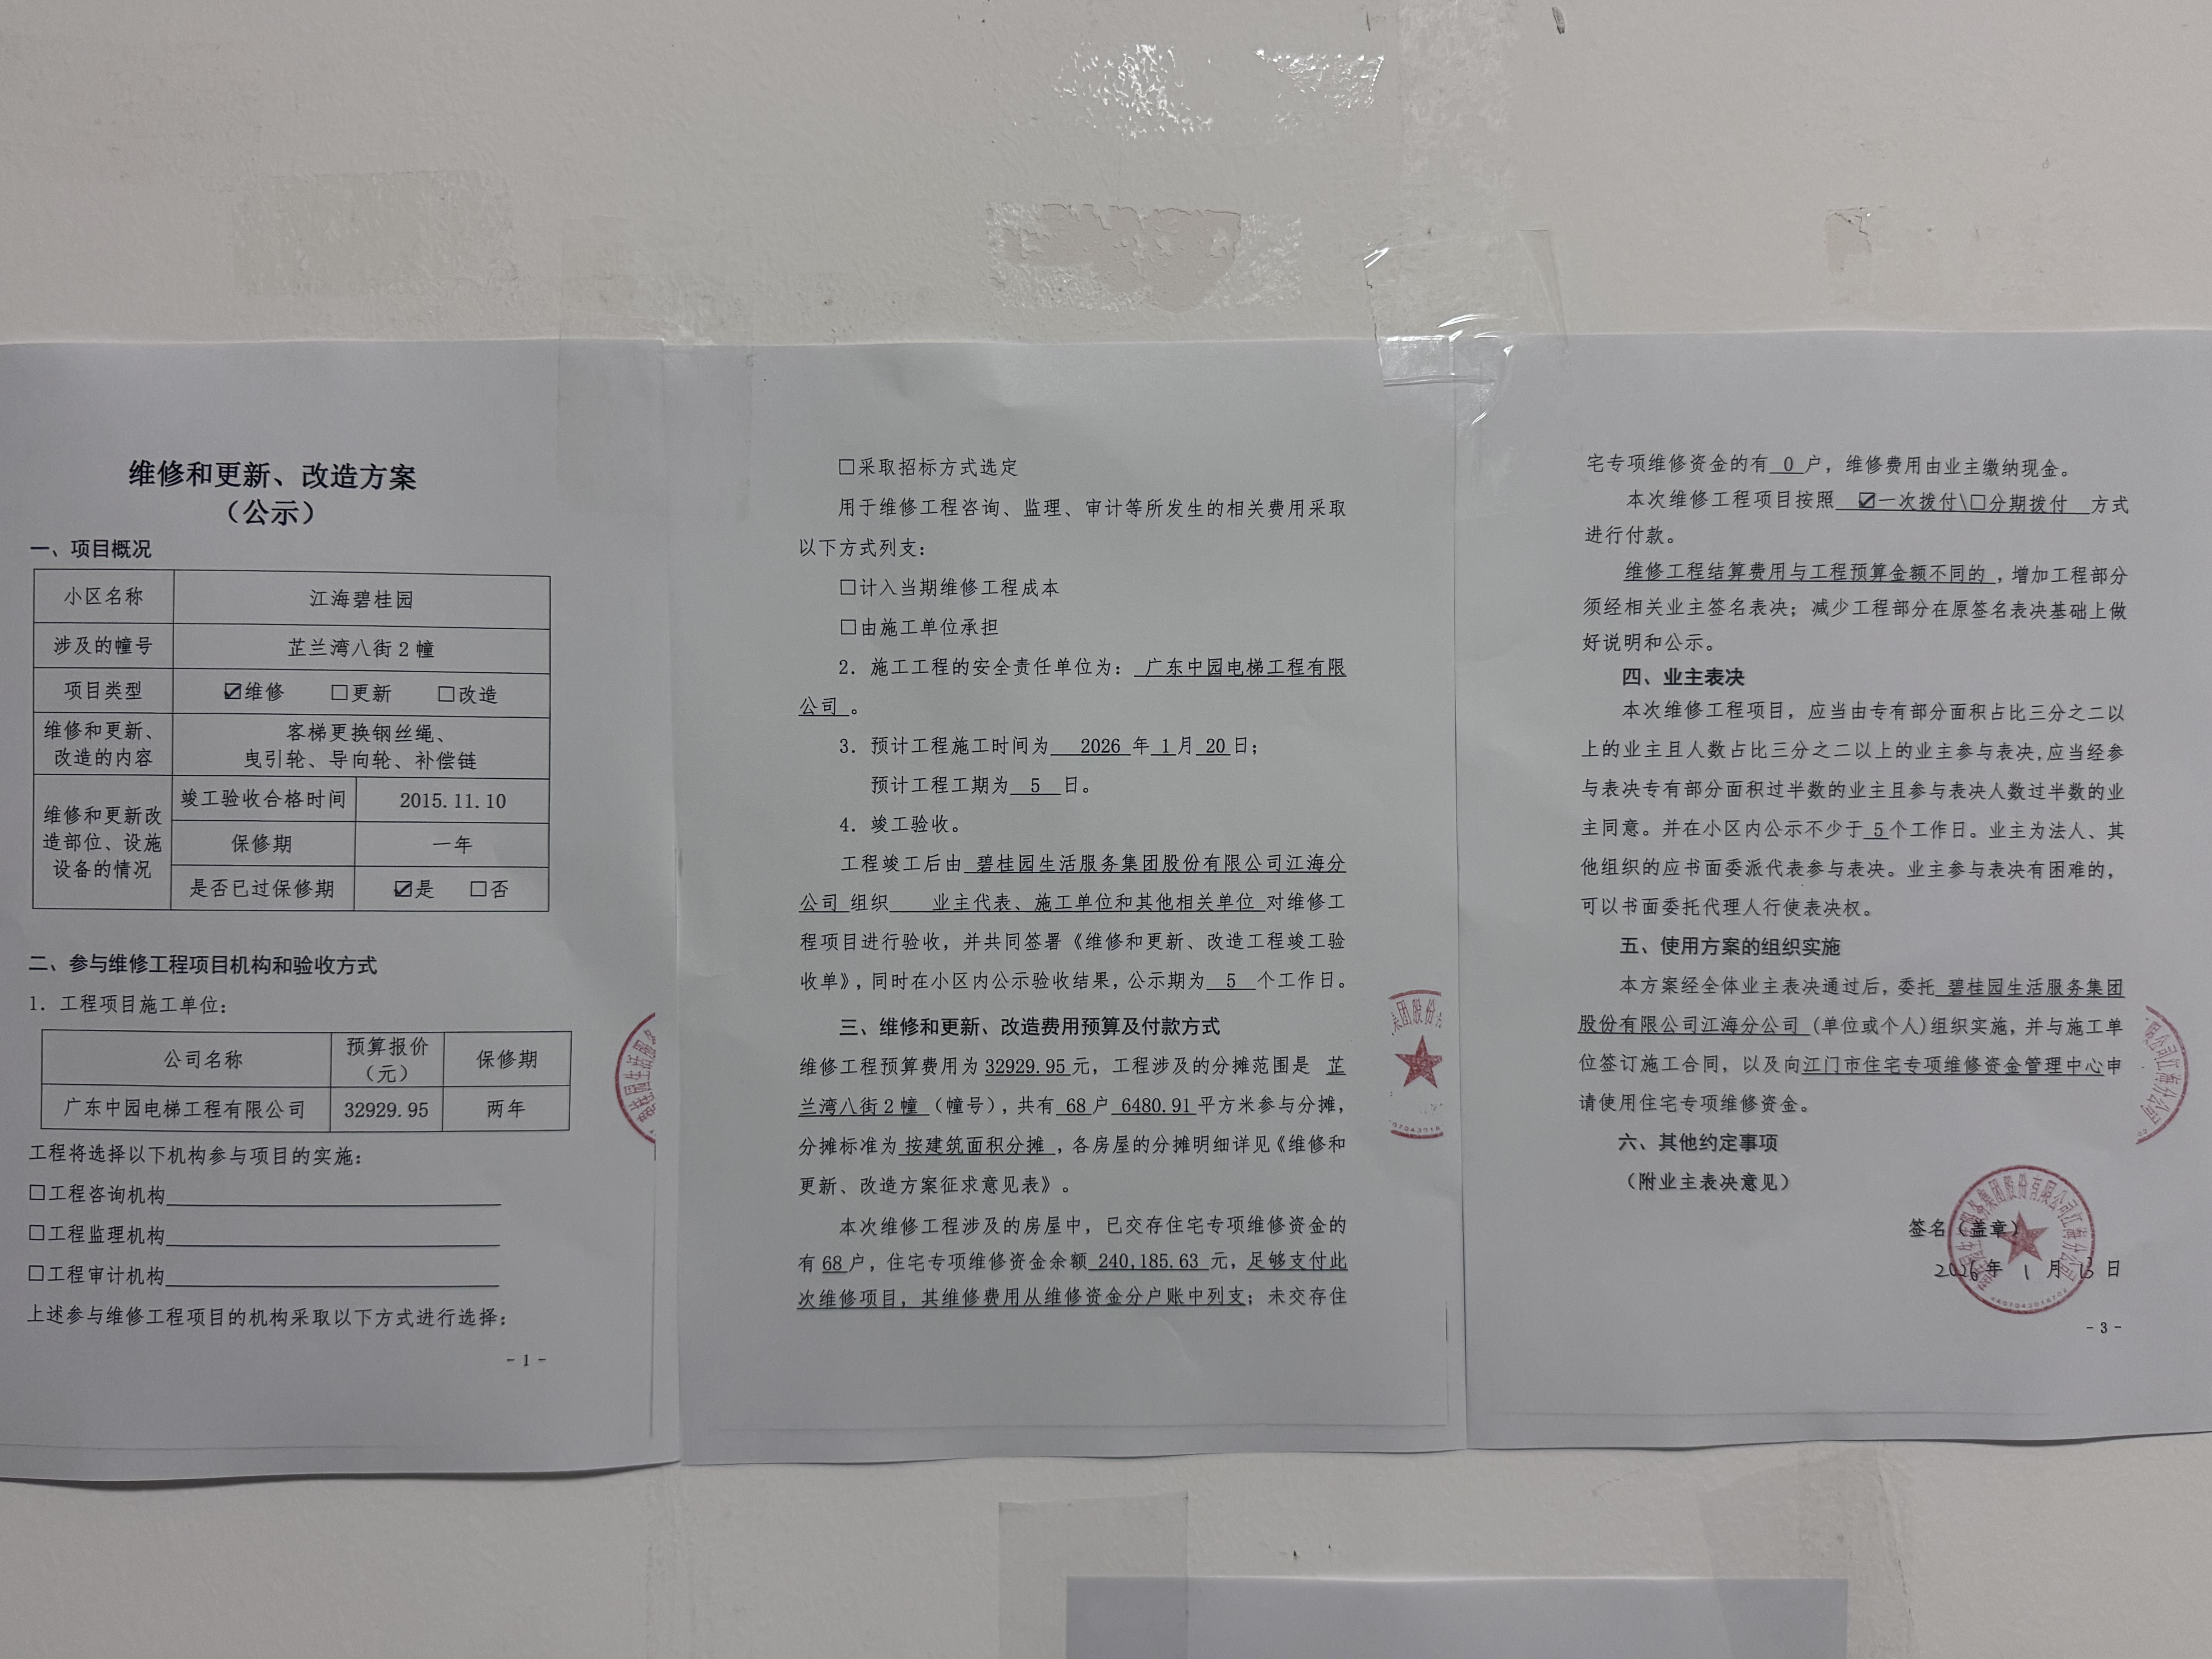 维修和更新、改造方案
（公示）
一、项目概况
小区名称 江海碧桂园
涉及的幢号 芷兰湾八街2幢
项目类型 ☑维修 □更新 □改造
维修和更新、改造的内容 客梯更换钢丝绳、
曳引轮、导向轮、补偿链
维修和更新改造部位、设施设备的情况 竣工验收合格时间 2015.11.10
保修期 一年
是否已过保修期 ☑是 □否
二、参与维修工程项目机构和验收方式
1. 工程项目施工单位：
公司名称 预算报价（元） 保修期
广东中园电梯工程有限公司 32929.95 两年
工程将选择以下机构参与项目的实施：
□工程咨询机构
□工程监理机构
□工程审计机构
上述参与维修工程项目的机构采取以下方式进行选择：
- 1 -
□采取招标方式选定
用于维修工程咨询、监理、审计等所发生的相关费用采取
以下方式列支：
□计入当期维修工程成本
□由施工单位承担
2. 施工工程的安全责任单位为：广东中园电梯工程有限
公司 。
3. 预计工程施工时间为 2026 年 1 月 20 日；
预计工程工期为 5 日。
4. 竣工验收。
工程竣工后由 碧桂园生活服务集团股份有限公司江海分
公司 组织 业主代表、施工单位和其他相关单位 对维修工
程项目进行验收，并共同签署《维修和更新、改造工程竣工验
收单》，同时在小区内公示验收结果，公示期为 5 个工作日。
三、维修和更新、改造费用预算及付款方式
维修工程预算费用为 32929.95 元，工程涉及的分摊范围是 芷
兰湾八街2幢 （幢号），共有 68 户 6480.91 平方米参与分摊，
分摊标准为 按建筑面积分摊 ，各房屋的分摊明细详见《维修和
更新、改造方案征求意见表》。
本次维修工程涉及的房屋中，已交存住宅专项维修资金的
有 68 户，住宅专项维修资金余额 240,185.63 元，足够支付此
次维修项目，其维修费用从维修资金分户账中列支；未交存住
宅专项维修资金的有 0 户，维修费用由业主缴纳现金。
本次维修工程项目按照 ☑一次拨付\□分期拨付 方式
进行付款。
维修工程结算费用与工程预算金额不同的 ，增加工程部分
须经相关业主签名表决；减少工程部分在原签名表决基础上做
好说明和公示。
四、业主表决
本次维修工程项目，应当由专有部分面积占比三分之二以
上的业主且人数占比三分之二以上的业主参与表决，应当经参
与表决专有部分面积过半数的业主且参与表决人数过半数的业
主同意。并在小区内公示不少于 5 个工作日。业主为法人、其
他组织的应书面委派代表参与表决。业主参与表决有困难的，
可以书面委托代理人行使表决权。
五、使用方案的组织实施
本方案经全体业主表决通过后，委托 碧桂园生活服务集团
股份有限公司江海分公司 (单位或个人)组织实施，并与施工单
位签订施工合同，以及向江门市住宅专项维修资金管理中心申
请使用住宅专项维修资金。
六、其他约定事项
（附业主表决意见）
签名（盖章）
2026 年 1 月 13 日
- 3 -